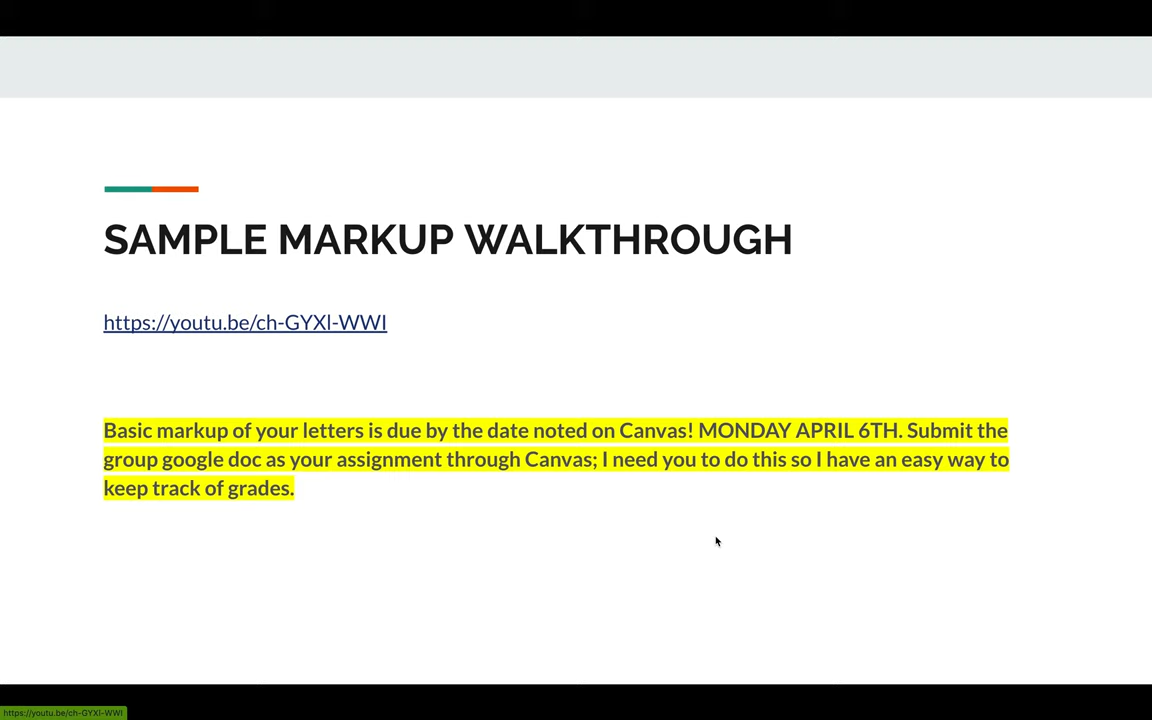 SAMPLE MARKUP WALKTHROUGH
https://youtu.be/ch-GYXl-WWI
Basic markup of your letters is due by the date noted on Canvas! MONDAY APRIL 6TH. Submit the
group google doc as your assignment through Canvas; I need you to do this so I have an easy way to
keep track of grades.
https://youtu.be/ch-GYXl-WWI